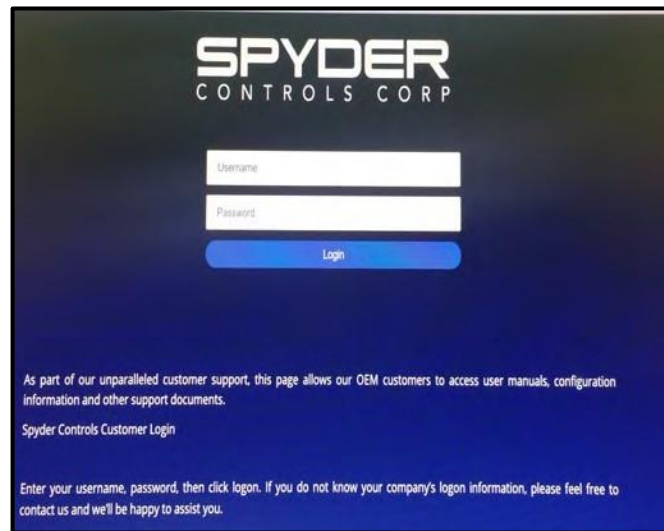 SPYDER
CONTROLS CORP
Username
Password
Login
As part of our unparalleled customer support, this page allows our OEM customers to access user manuals, configuration
information and other support documents.
Spyder Controls Customer Login
Enter your username, password, then click logon. If you do not know your company's logon information, please feel free to
contact us and we'll be happy to assist you.